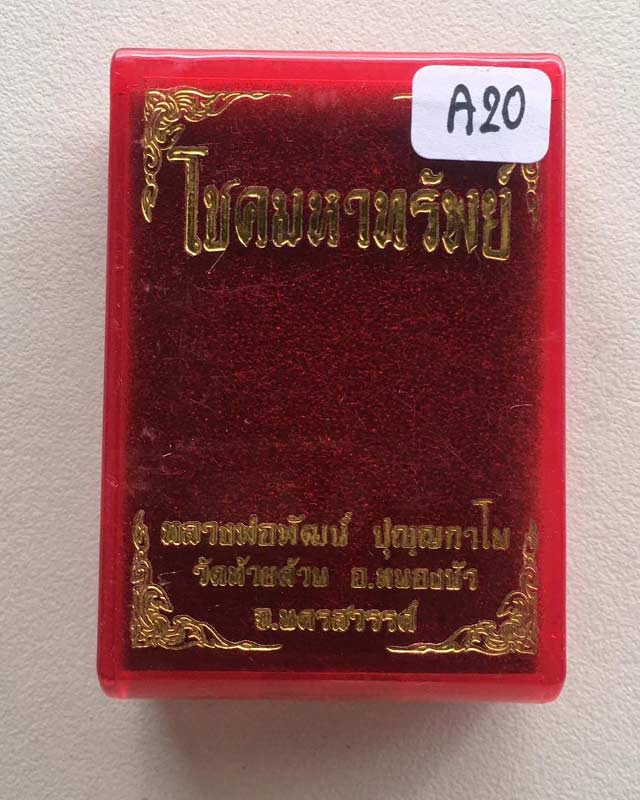 A20
โชคมหาทรัพย์
หลวงพ่อพัฒน์ ปุญฺญกาโม
วัดห้วยด้วน อ.หนองบัว
จ.นครสวรรค์